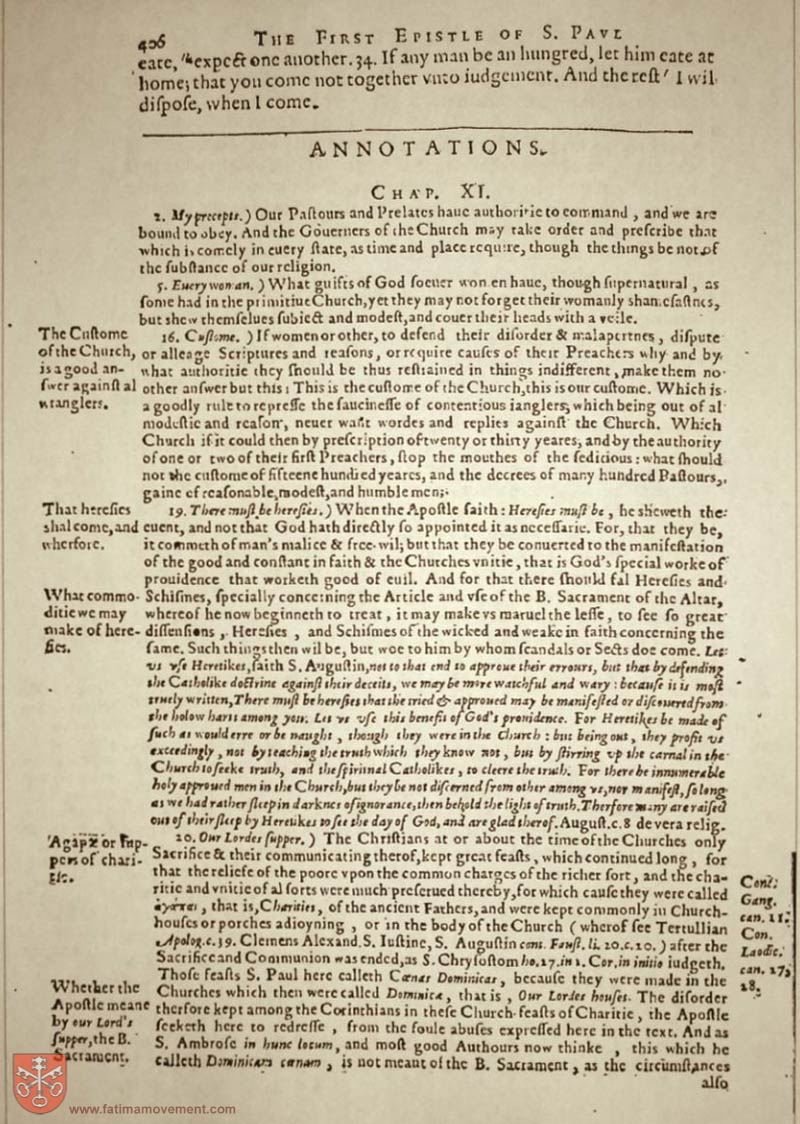 406 THE FIRST EPISTLE OF S. PAVL
eate, " expect one another. 34. If any man be an hungred, let him eate at
home; that you come not together vnto iudgement. And the rest ' I wil
dispose, when I come.
ANNOTATIONS.
CHAP. XI.
2. My precepts.) Our Pastours and Prelates haue authoritie to command, and we are
bound to obey. And the Gouerners of the Church may take order and prescribe that
which is comely in euery state, as time and place require, though the things be not of
the substance of our religion.
5. Euery woman.) What guifts of God soeuer women haue, though supernatural, as
some had in the primitiue Church, yet they may not forget their womanly shamefastnes,
but shew themselues subiect and modest, and couer their heads with a veile.
The Custome
of the Church,
is a good an-
swer against al
wranglers.
16. Custome.) If women or other, to defend their disorder & malapertnes, dispute
or alleage Scriptures and reasons, or require causes of their Preachers why and by
what authoritie they should be thus restrained in things indifferent, make them no
other answer but this: This is the custome of the Church, this is our custome. Which is
a goodly rule to represse the saucinesse of contentious ianglers, which being out of al
modestie and reason, neuer want wordes and replies against the Church. Which
Church if it could then by prescription of twenty or thirty yeares, and by the authority
of one or two of their first Preachers, stop the mouthes of the sedicious: what should
not the custome of fifteene hundred yeares, and the decrees of many hundred Pastours,
gaine of reasonable, modest, and humble men?
That heresies
shal come, and
wherfore.
19. There must be heresies.) When the Apostle saith: Heresies must be, he sheweth the
euent, and not that God hath directly so appointed it as necessarie. For, that they be,
it commeth of man's malice & free-wil; but that they be conuerted to the manifestation
of the good and constant in faith & the Churches vnitie, that is God's special worke of
prouidence that worketh good of euil. And for that there should fal Heresies and
What commo-
ditie we may
make of here-
sies.
Schismes, specially concerning the Article and vse of the B. Sacrament of the Altar,
whereof he now beginneth to treat, it may make vs maruel the lesse, to see so great
dissensions, Heresies, and Schismes of the wicked and weake in faith concerning the
same. Such things then wil be, but woe to him by whom scandals or Sects doe come. Let
vs vse Heretikes, saith S. Augustin, not to that end to approue their errours, but that by defending
the Catholike doctrine against their deceits, we may be more watchful and wary: because it is most
truely written, There must be heresies that the tried & approued may be manifested or discouered from
the holow harts among you. Let vs vse this benefit of God's prouidence. For Heretikes be made of
such as would erre or be naught, though they were in the Church: but being out, they profit vs
exceedingly, not by teaching the truth which they know not, but by stirring vp the carnal in the
Church to seeke truth, and the spiritual Catholikes, to cleere the truth. For there be innumerable
holy approued men in the Church, but they be not discerned from other among vs, nor manifest, so long
as we had rather sleep in darknes of ignorance, then behold the light of truth. Therfore many are raised
out of their sleep by Heretikes to see the day of God, and are glad therof. August. c. 8 de vera relig.
Agapæ or sup-
pers of chari-
tie.
20. Our Lordes supper.) The Christians at or about the time of the Churches only
Sacrifice & their communicating therof, kept great feasts, which continued long, for
that the reliefe of the poore vpon the common charges of the richer sort, and the cha-
ritie and vnitie of al sorts were much preserued thereby, for which cause they were called
ἀγάπαι, that is, Charities, of the ancient Fathers, and were kept commonly in Church-
houses or porches adioyning, or in the body of the Church (wherof see Tertullian
Apolog. c. 39. Clemens Alexand. S. Iustine, S. Augustin cont. Faust. li. 20. c. 20.) after the
Sacrifice and Communion was ended, as S. Chrysostom ho. 27. in 1. Cor. in initio iudgeth.
Conc:
Gang.
can. 11:
Con.
Laodic.
can. 27,
28.
Those feasts S. Paul here calleth Cœnas Dominicas, because they were made in the
Churches which then were called Dominicæ, that is, Our Lordes houses. The disorder
Whether the
Apostle meane
by our Lord's
supper, the B.
Sacrament.
therfore kept among the Corinthians in these Church-feasts of Charitie, the Apostle
seeketh here to redresse, from the foule abuses expressed here in the text. And as
S. Ambrose in hunc locum, and most good Authours now thinke, this which he
calleth Dominicam cœnam, is not meant of the B. Sacrament, as the circumstances
also
www.fatimamovement.com